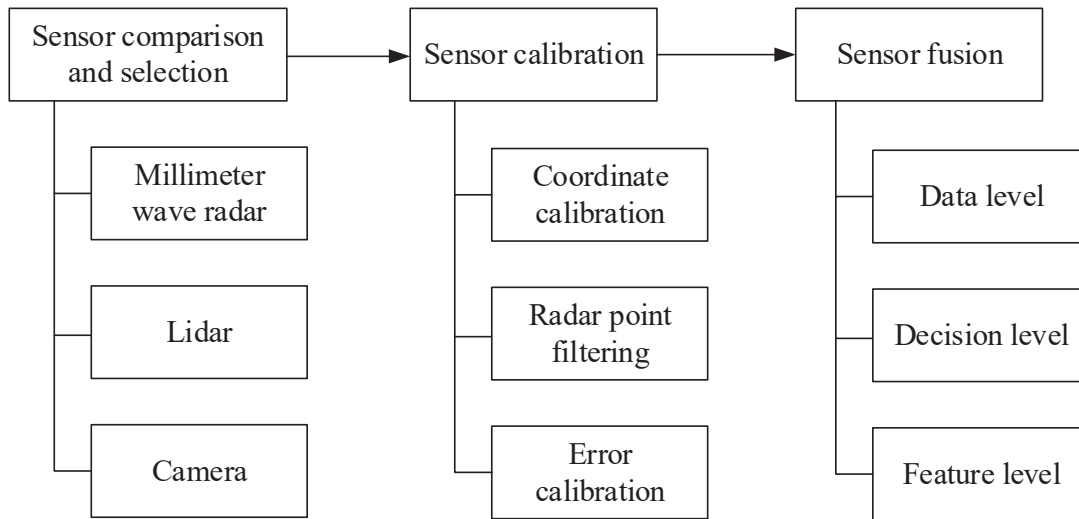 Sensor comparison
and selection
Millimeter
wave radar
Lidar
Camera
Sensor calibration
Coordinate
calibration
Radar point
filtering
Error
calibration
Sensor fusion
Data level
Decision level
Feature level